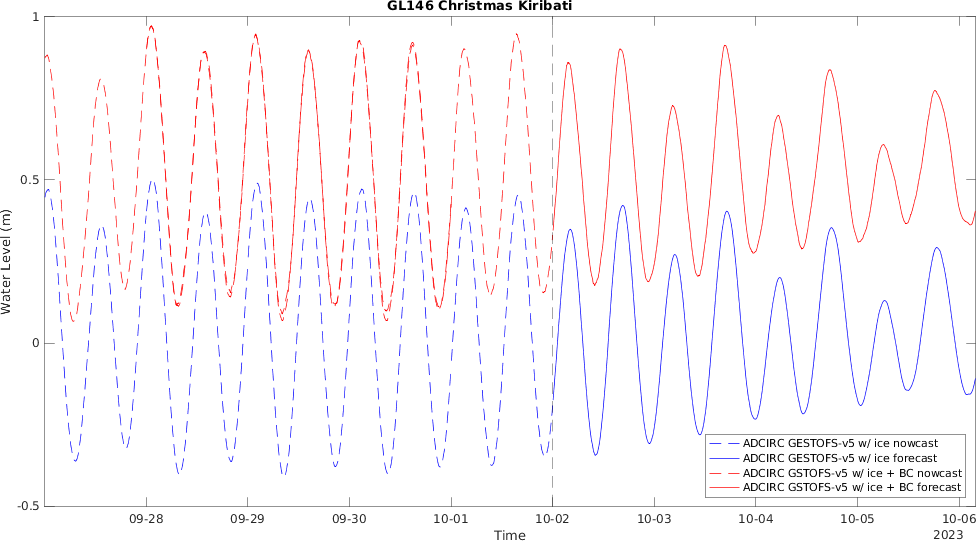 GL146 Christmas Kiribati
1
0.5
0
-0.5
Water Level (m)
09-28 09-29 09-30 10-01 10-02 10-03 10-04 10-05 10-06
Time
2023
ADCIRC GESTOFS-v5 w/ ice nowcast
ADCIRC GESTOFS-v5 w/ ice forecast
ADCIRC GSTOFS-v5 w/ ice + BC nowcast
ADCIRC GSTOFS-v5 w/ ice + BC forecast